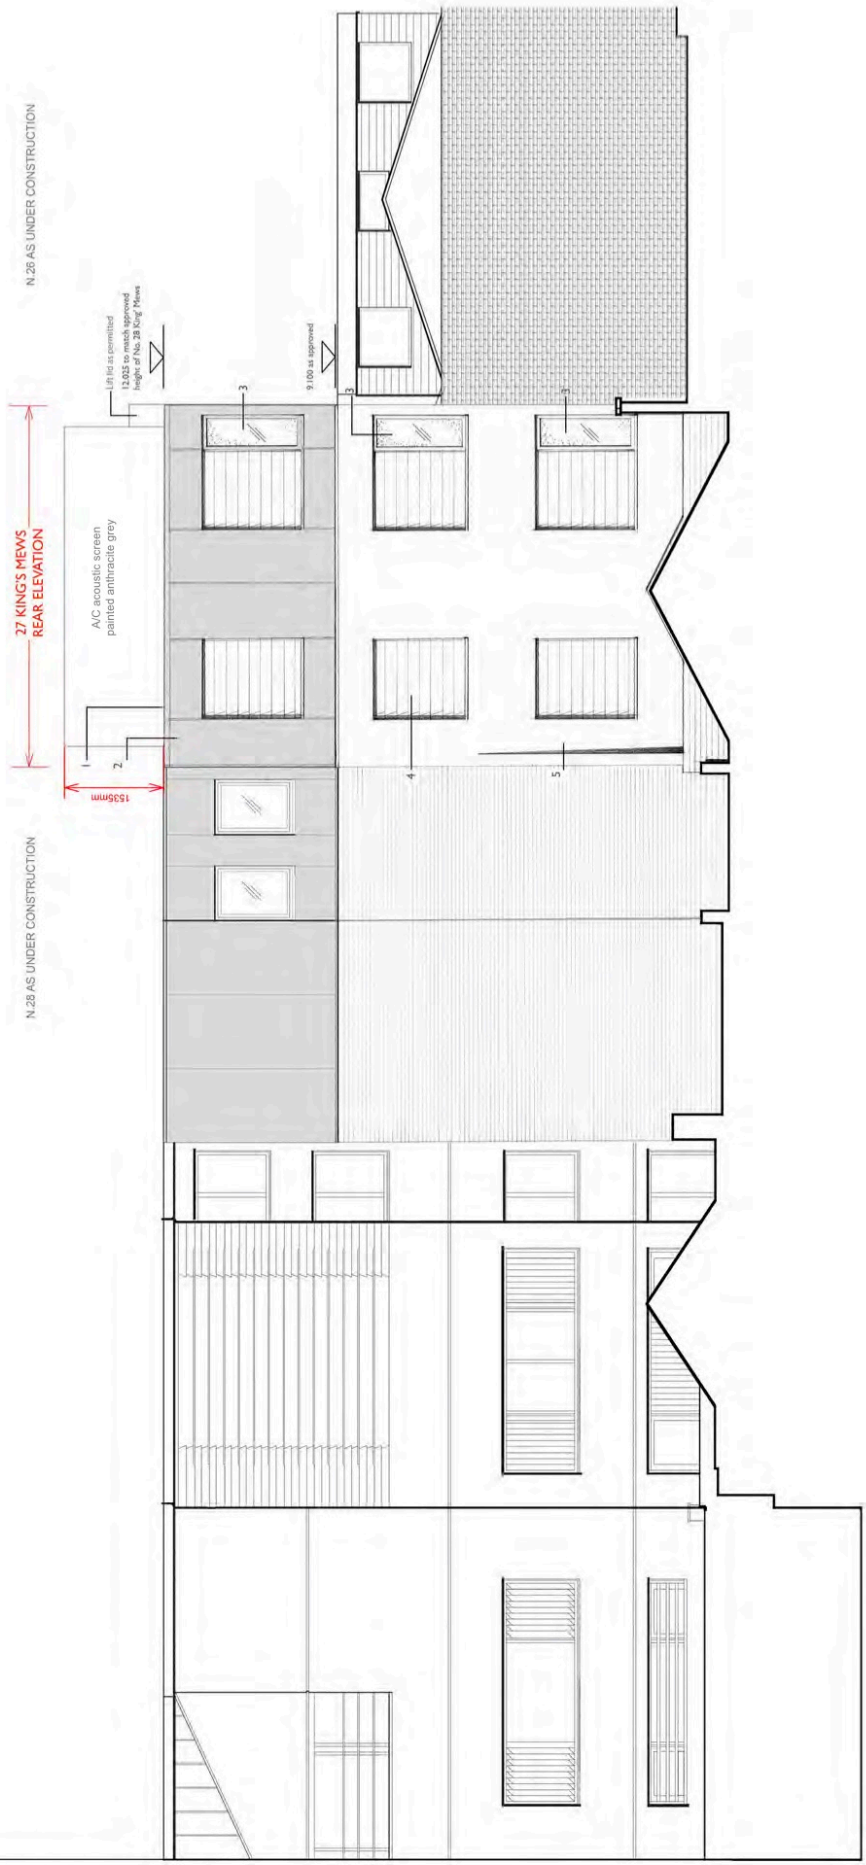 27 KING'S MEWS
REAR ELEVATION
N.28 AS UNDER CONSTRUCTION
N.26 AS UNDER CONSTRUCTION
1535mm
A/C acoustic screen
painted anthracite grey
Lift lid as permitted
12.025 to match approved
height of No. 28 King' Mews
9.100 as approved
1
2
3
3
3
4
5